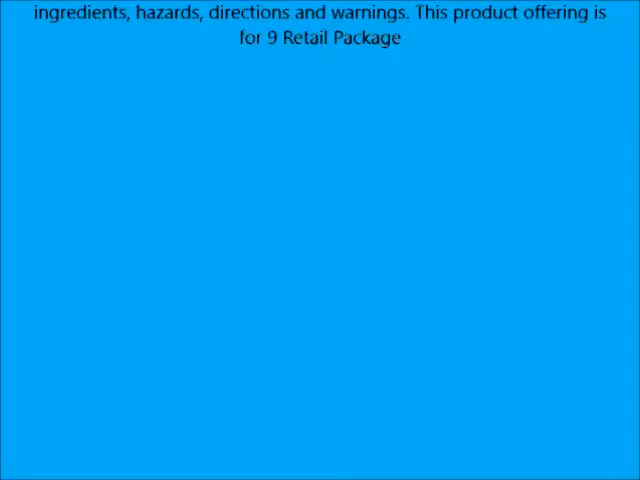 ingredients, hazards, directions and warnings. This product offering is
for 9 Retail Package